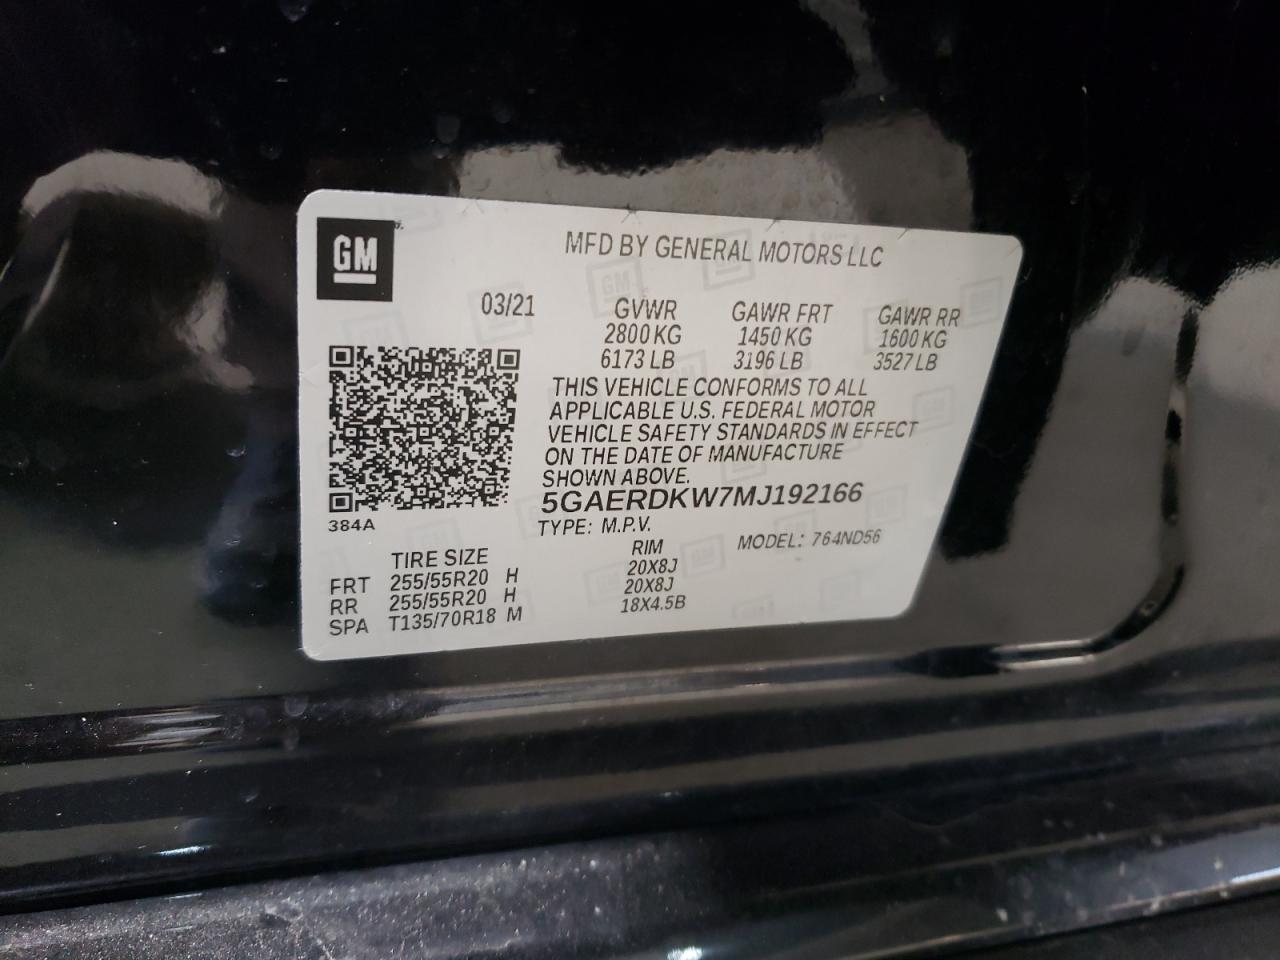 GM
MFD BY GENERAL MOTORS LLC
03/21 GVWR GAWR FRT GAWR RR
2800 KG 1450 KG 1600 KG
6173 LB 3196 LB 3527 LB
THIS VEHICLE CONFORMS TO ALL
APPLICABLE U.S. FEDERAL MOTOR
VEHICLE SAFETY STANDARDS IN EFFECT
ON THE DATE OF MANUFACTURE
SHOWN ABOVE.
5GAERDKW7MJ192166
384A
TYPE: M.P.V.
MODEL: 764ND56
TIRE SIZE RIM
FRT 255/55R20 H 20X8J
RR 255/55R20 H 20X8J
SPA T135/70R18 M 18X4.5B